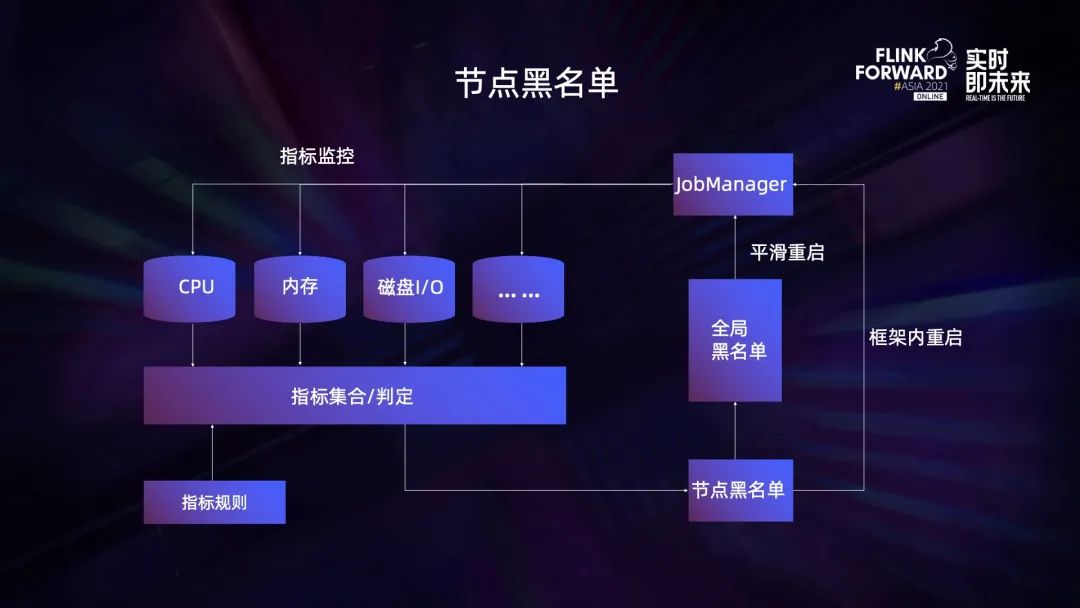 节点黑名单
FLINK
FORWARD
#ASIA 2021
ONLINE
实时
即未来
REAL-TIME IS THE FUTURE
指标监控
JobManager
平滑重启
CPU
内存
磁盘I/O
... ...
全局
黑名单
框架内重启
指标集合/判定
节点黑名单
指标规则